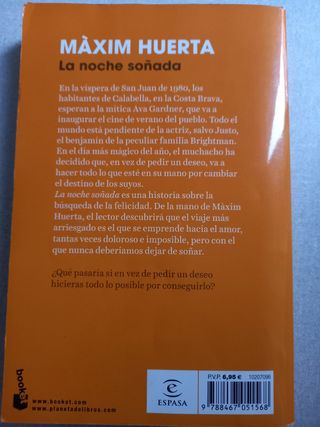 MÀXIM HUERTA
La noche soñada
En la víspera de San Juan de 1980, los
habitantes de Calabella, en la Costa Brava,
esperan a la mítica Ava Gardner, que va a
inaugurar el cine de verano del pueblo. Todo el
mundo está pendiente de la actriz, salvo Justo,
el benjamín de la peculiar familia Brightman.
En el día más mágico del año, el muchacho ha
decidido que, en vez de pedir un deseo, va a
hacer todo lo que esté en su mano por cambiar
el destino de los suyos.
La noche soñada es una historia sobre la
búsqueda de la felicidad. De la mano de Màxim
Huerta, el lector descubrirá que el viaje más
arriesgado es el que se emprende hacia el amor,
tantas veces doloroso e imposible, pero con el
que nunca deberíamos dejar de soñar.
¿Qué pasaría si en vez de pedir un deseo
hicieras todo lo posible por conseguirlo?
P.V.P. 6,95 € 10207096
booket
www.booket.com
www.planetadelibros.com
e
ESPASA
9 788467 051568